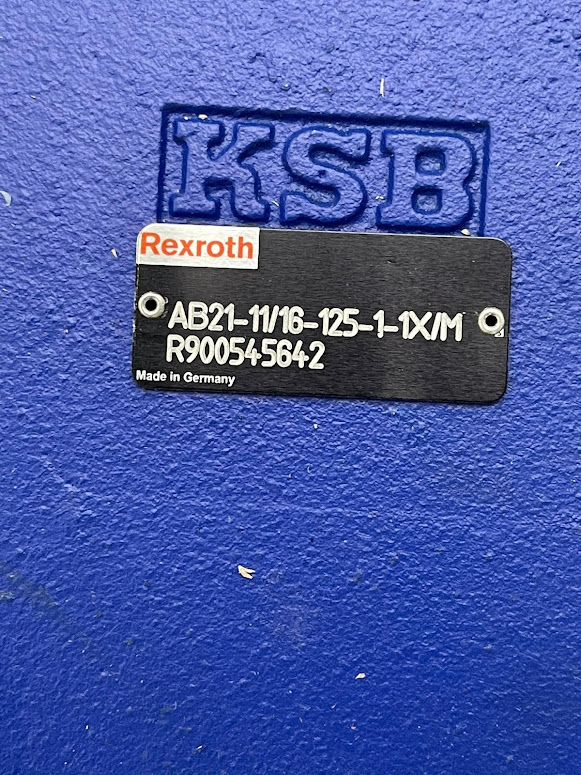 KSB
Rexroth
AB21-11/16-125-1-1X/M
R900545642
Made in Germany